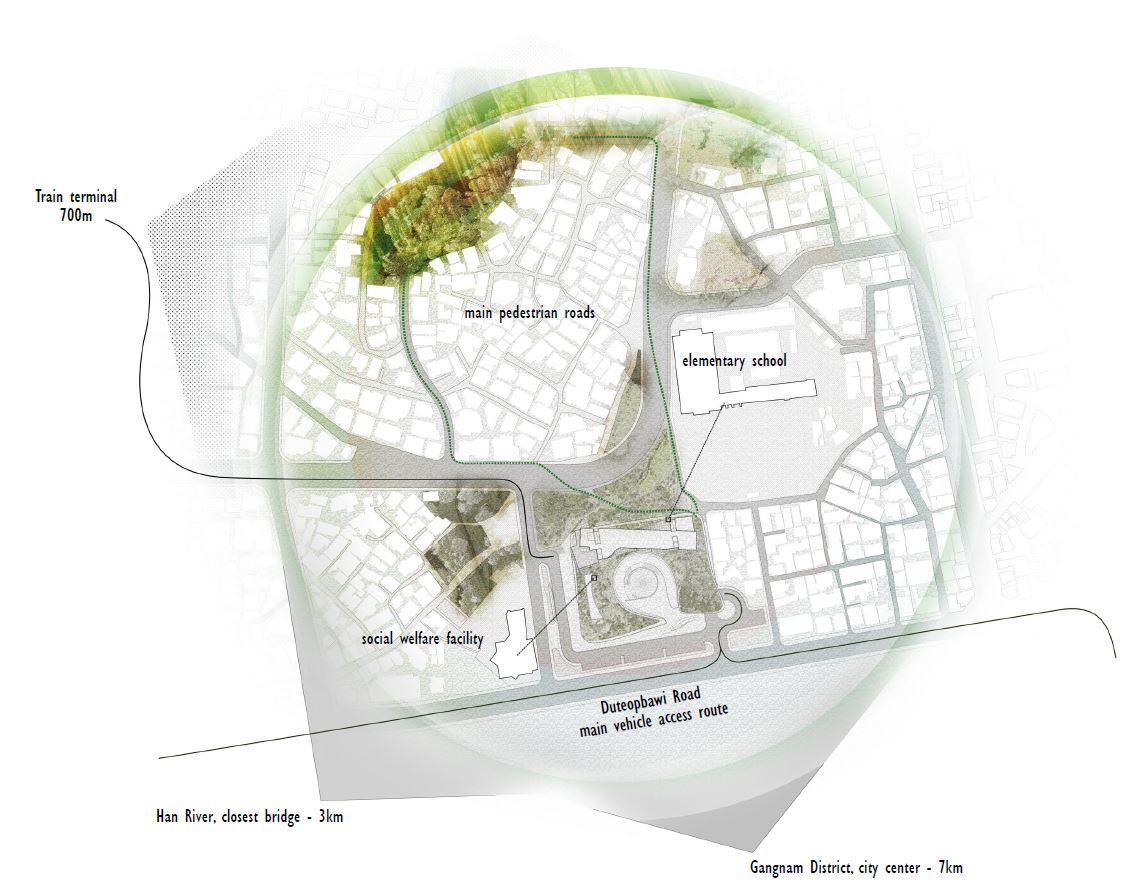 Train terminal
700m
main pedestrian roads
elementary school
social welfare facility
Duteopbawi Road
main vehicle access route
Han River, closest bridge - 3km
Gangnam District, city center - 7km